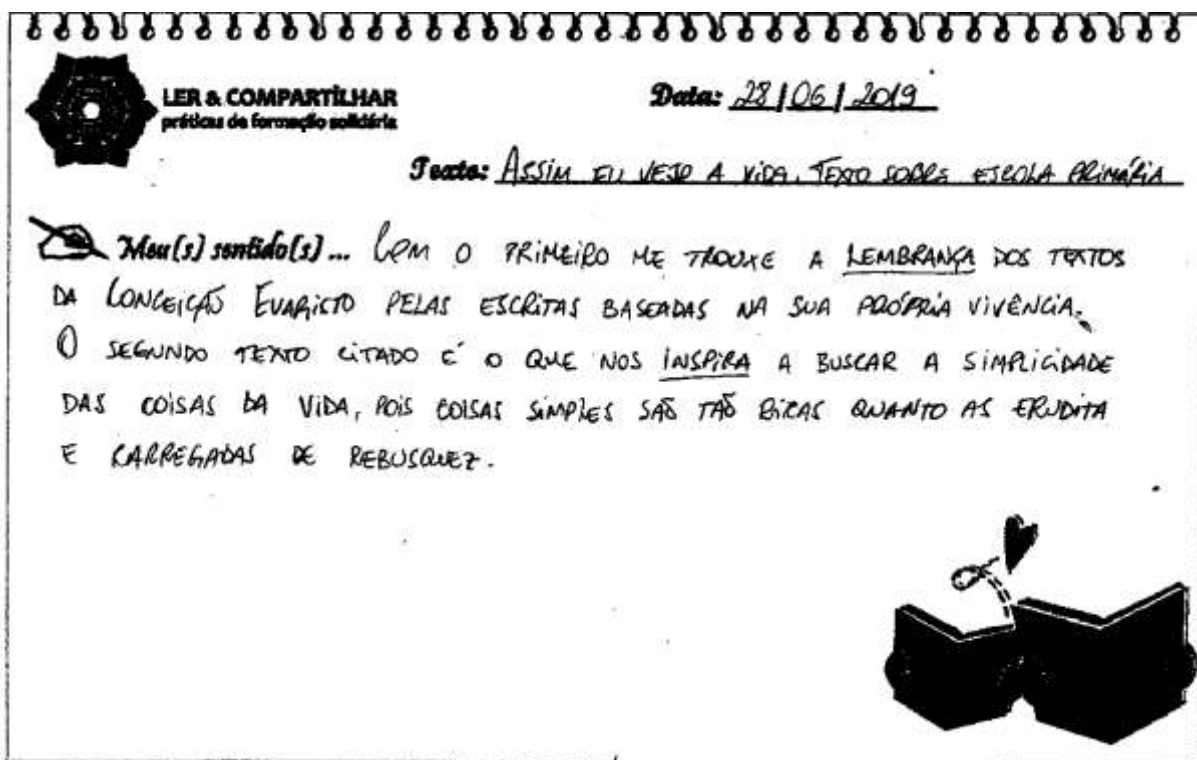 LER & COMPARTILHAR
práticas de formação solidária
Data: 28/06/2019
Texto: ASSIM EU VEJO A VIDA, TEXTO SOBRE ESCOLA PRIMÁRIA
Meu(s) sentido(s)... COM O PRIMEIRO ME TROUXE A LEMBRANÇA DOS TEXTOS
DA CONCEIÇÃO EVARISTO PELAS ESCRITAS BASEADAS NA SUA PRÓPRIA VIVÊNCIA.
O SEGUNDO TEXTO CITADO É O QUE NOS INSPIRA A BUSCAR A SIMPLICIDADE
DAS COISAS DA VIDA, POIS COISAS SIMPLES SÃO TÃO RICAS QUANTO AS ERUDITA
E CARREGADAS DE REBUSQUEZ.